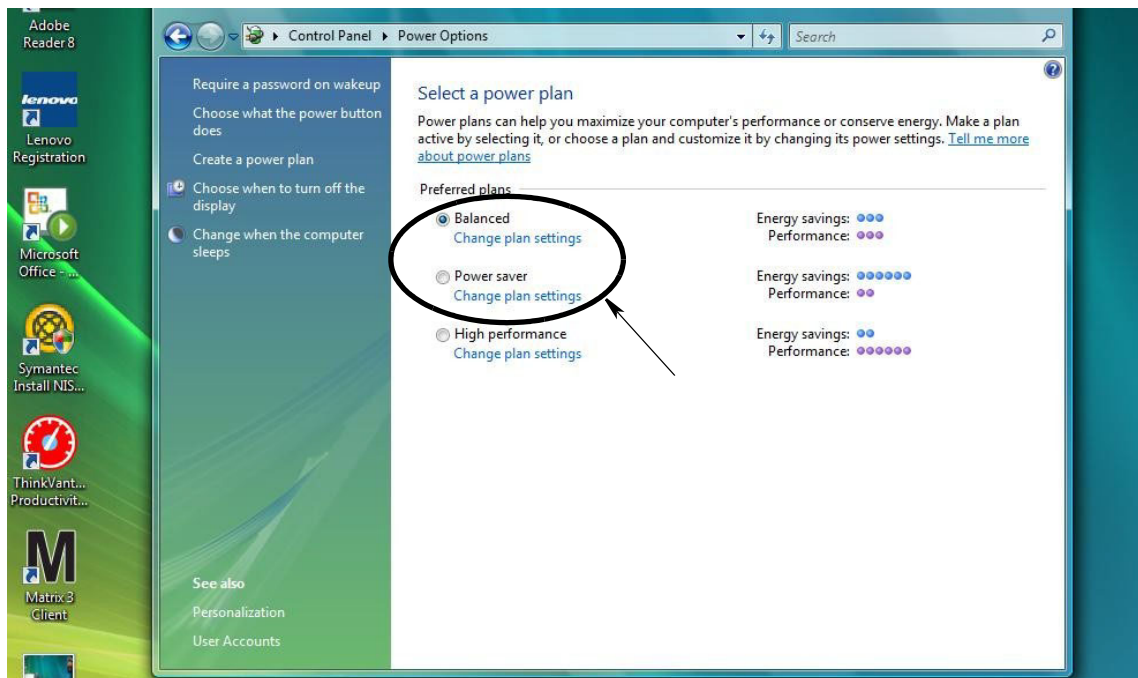 Adobe
Reader 8
lenovo
Lenovo
Registration
Microsoft
Office - ...
Symantec
Install NIS...
ThinkVant...
Productivit...
M
Matrix 3
Client
Control Panel
Power Options
Search
Require a password on wakeup
Choose what the power button
does
Create a power plan
Choose when to turn off the
display
Change when the computer
sleeps
See also
Personalization
User Accounts
Select a power plan
Power plans can help you maximize your computer's performance or conserve energy. Make a plan
active by selecting it, or choose a plan and customize it by changing its power settings. Tell me more
about power plans
Preferred plans
Balanced Energy savings:
Change plan settings Performance:
Power saver Energy savings:
Change plan settings Performance:
High performance Energy savings:
Change plan settings Performance: